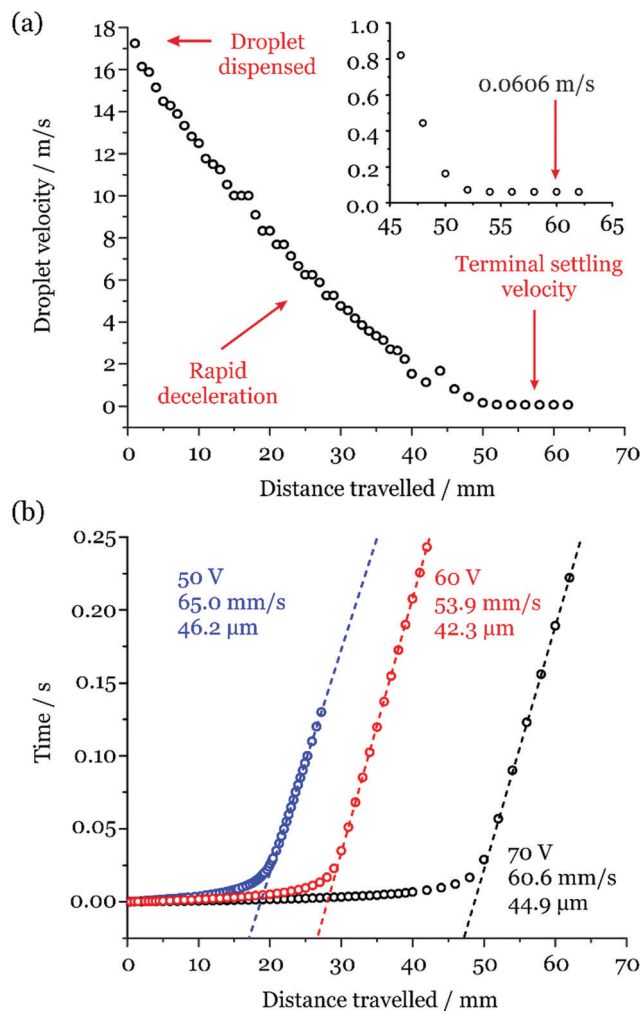 (a)
18
16
14
12
10
8
6
4
2
0
Droplet velocity / m/s
Droplet
dispensed
Rapid
deceleration
Terminal settling
velocity
1.0
0.8
0.6
0.4
0.2
0.0
0.0606 m/s
45 50 55 60 65
0 10 20 30 40 50 60 70
Distance travelled / mm
(b)
0.25
0.20
0.15
0.10
0.05
0.00
Time / s
50 V
65.0 mm/s
46.2 μm
60 V
53.9 mm/s
42.3 μm
70 V
60.6 mm/s
44.9 μm
0 10 20 30 40 50 60 70
Distance travelled / mm